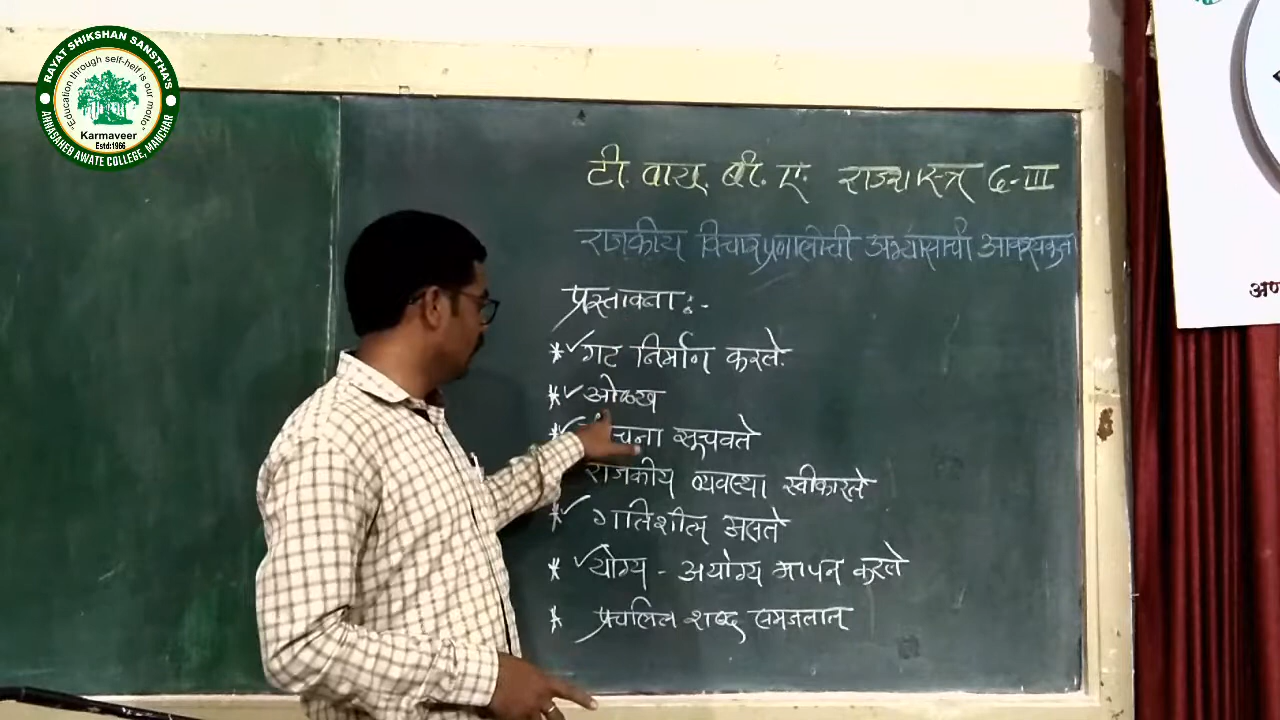 RAYAT SHIKSHAN SANSTHA'S
"Education through self-help is our motto"
Karmaveer
Estd:1966
ANNASAHEB AWATE COLLEGE, MANCHAR
टी. वाय. बी. ए. राज्यशास्त्र G-III
राजकीय विचारप्रणालीची अभ्यासाची आवश्यकता
प्रस्तावना :-
* ✓ गट निर्माण करते.
* ✓ ओळख
* ✓ चना सूचवते
राजकीय व्यवस्था स्वीकारते
* ✓ गतिशील असते
* ✓ योग्य - अयोग्य मापन करते
* प्रचलित शब्द समजतात
अण